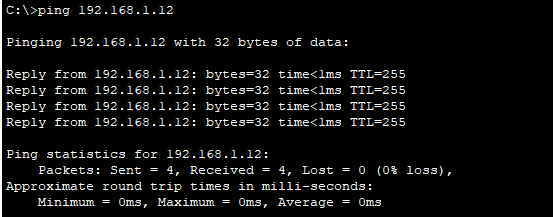 C:\>ping 192.168.1.12
Pinging 192.168.1.12 with 32 bytes of data:
Reply from 192.168.1.12: bytes=32 time<1ms TTL=255
Reply from 192.168.1.12: bytes=32 time<1ms TTL=255
Reply from 192.168.1.12: bytes=32 time<1ms TTL=255
Reply from 192.168.1.12: bytes=32 time<1ms TTL=255
Ping statistics for 192.168.1.12:
Packets: Sent = 4, Received = 4, Lost = 0 (0% loss),
Approximate round trip times in milli-seconds:
Minimum = 0ms, Maximum = 0ms, Average = 0ms